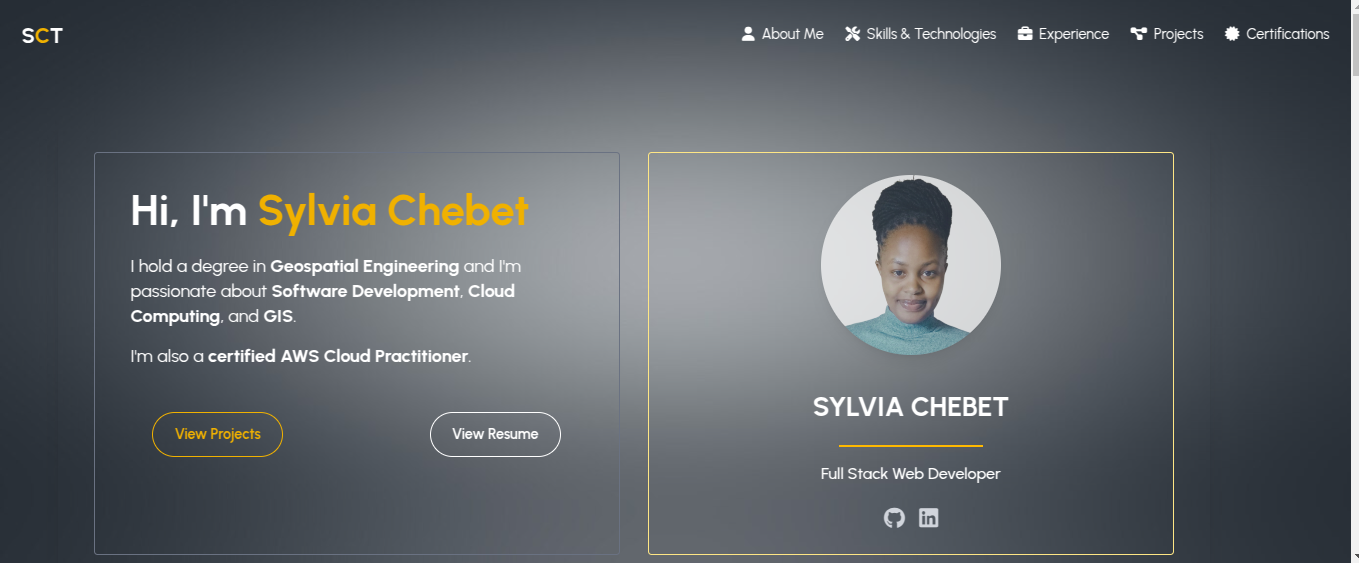 SCT
About Me
Skills & Technologies
Experience
Projects
Certifications
Hi, I'm Sylvia Chebet
I hold a degree in Geospatial Engineering and I'm
passionate about Software Development, Cloud
Computing, and GIS.
I'm also a certified AWS Cloud Practitioner.
View Projects
View Resume
SYLVIA CHEBET
Full Stack Web Developer
in